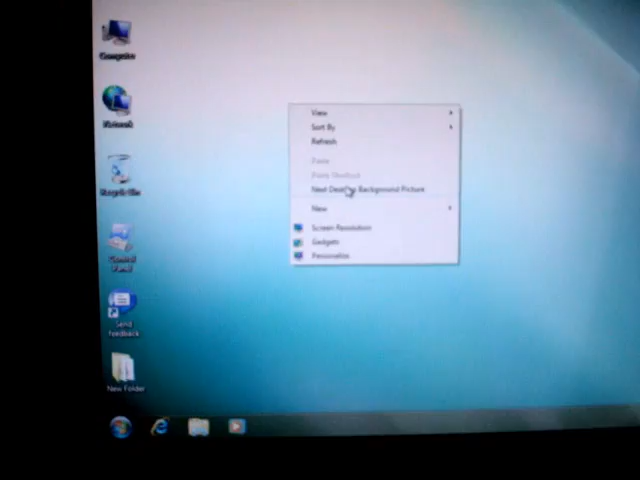 Computer
Network
Recycle Bin
Control
Panel
Send
feedback
New Folder
View
Sort By
Refresh
Paste
Paste Shortcut
Next Desktop Background Picture
New
Screen Resolution
Gadgets
Personalize